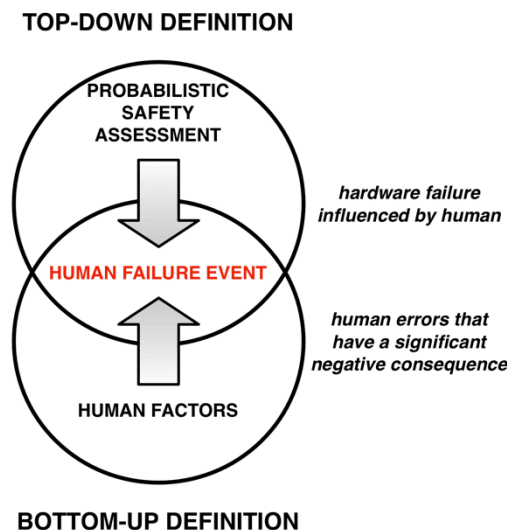 TOP-DOWN DEFINITION
PROBABILISTIC
SAFETY
ASSESSMENT
hardware failure
influenced by human
HUMAN FAILURE EVENT
human errors that
have a significant
negative consequence
HUMAN FACTORS
BOTTOM-UP DEFINITION